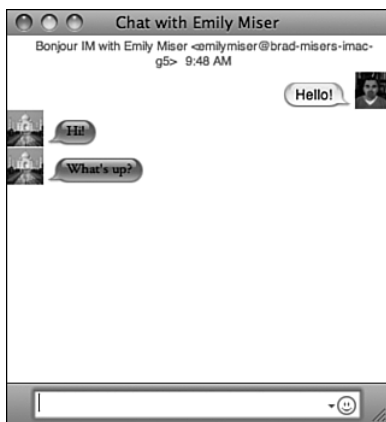 Chat with Emily Miser
Bonjour IM with Emily Miser <emilymiser@brad-misers-imac-
g5> 9:48 AM
Hello!
Hi!
What's up?